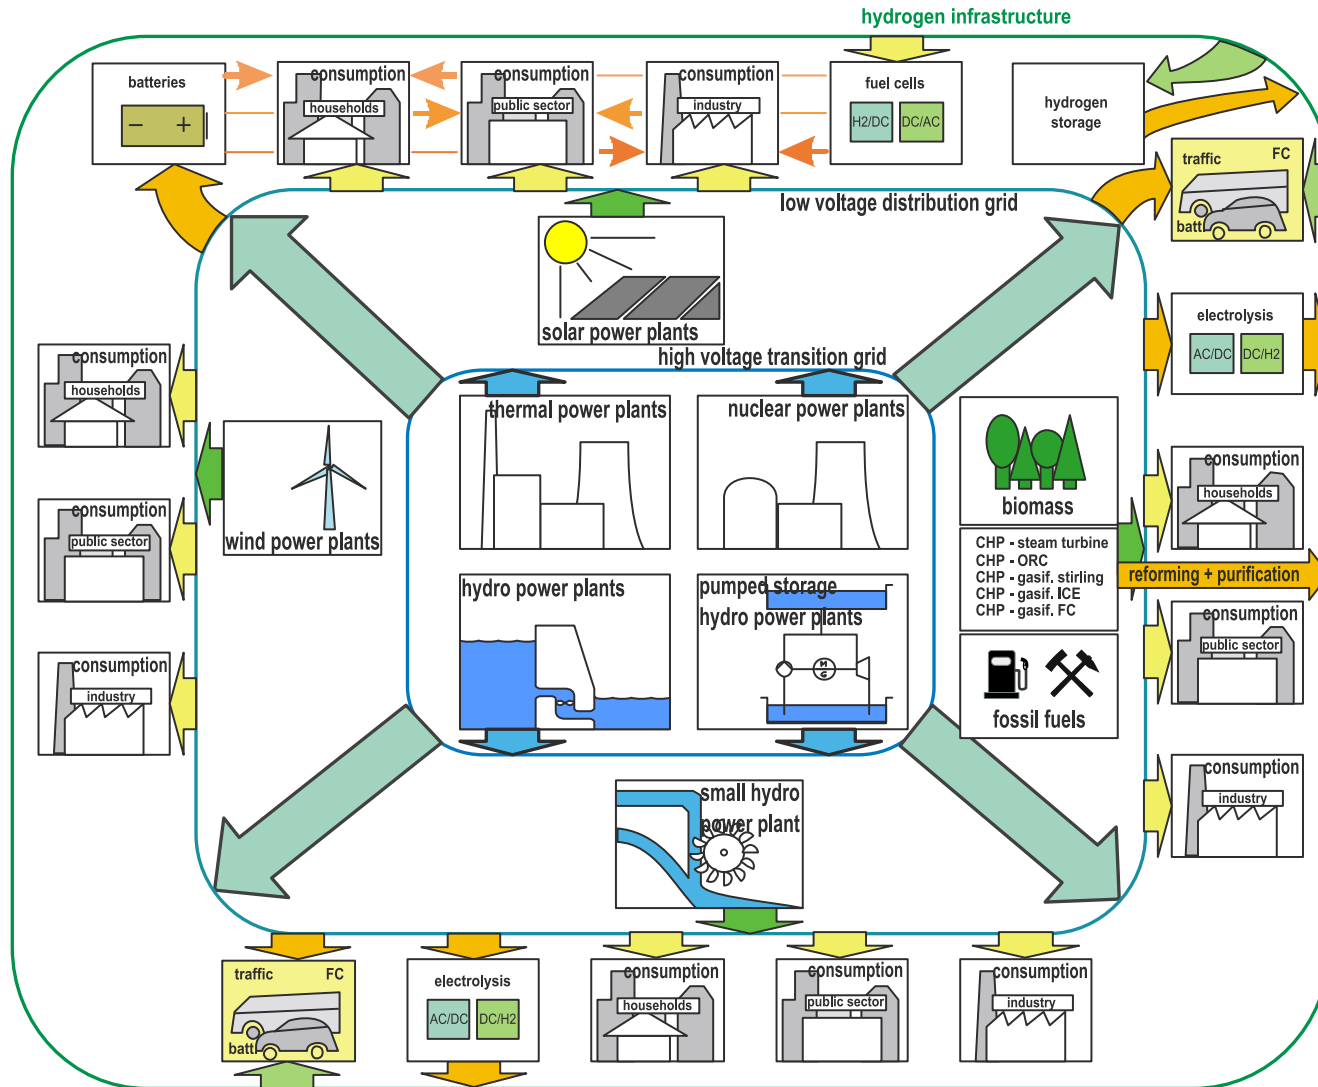 hydrogen infrastructure
batteries
− +
consumption
households
consumption
public sector
consumption
industry
fuel cells
H2/DC
DC/AC
hydrogen
storage
traffic
FC
batt.
low voltage distribution grid
solar power plants
high voltage transition grid
electrolysis
AC/DC
DC/H2
consumption
households
thermal power plants
nuclear power plants
biomass
consumption
households
wind power plants
consumption
public sector
CHP - steam turbine
CHP - ORC
CHP - gasif. stirling
CHP - gasif. ICE
CHP - gasif. FC
reforming + purification
hydro power plants
pumped storage
hydro power plants
M
G
consumption
public sector
consumption
industry
fossil fuels
consumption
industry
small hydro
power plant
traffic
FC
batt.
electrolysis
AC/DC
DC/H2
consumption
households
consumption
public sector
consumption
industry